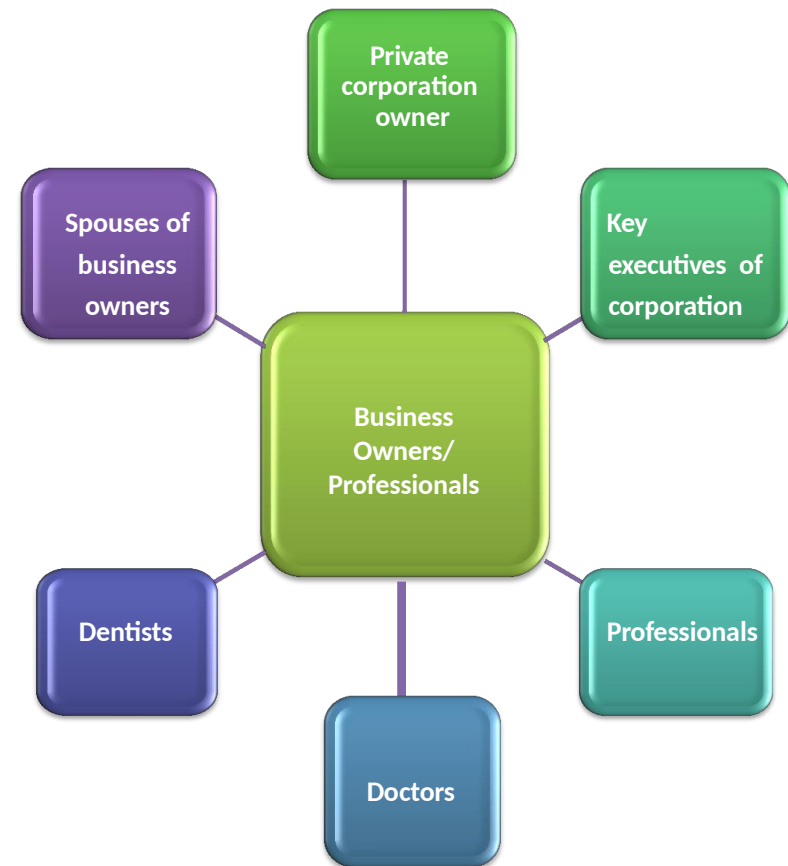 Private
corporation
owner
Spouses of
business
owners
Key
executives of
corporation
Business
Owners/
Professionals
Dentists
Professionals
Doctors